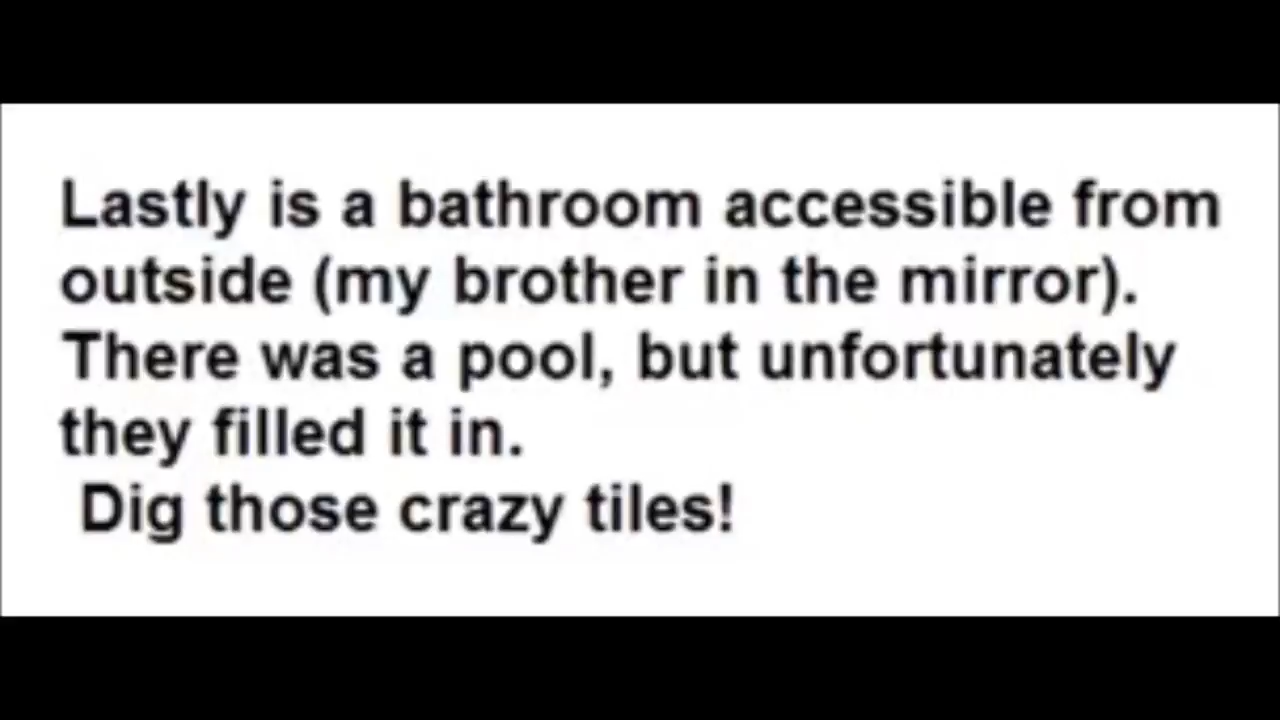 Lastly is a bathroom accessible from
outside (my brother in the mirror).
There was a pool, but unfortunately
they filled it in.
Dig those crazy tiles!